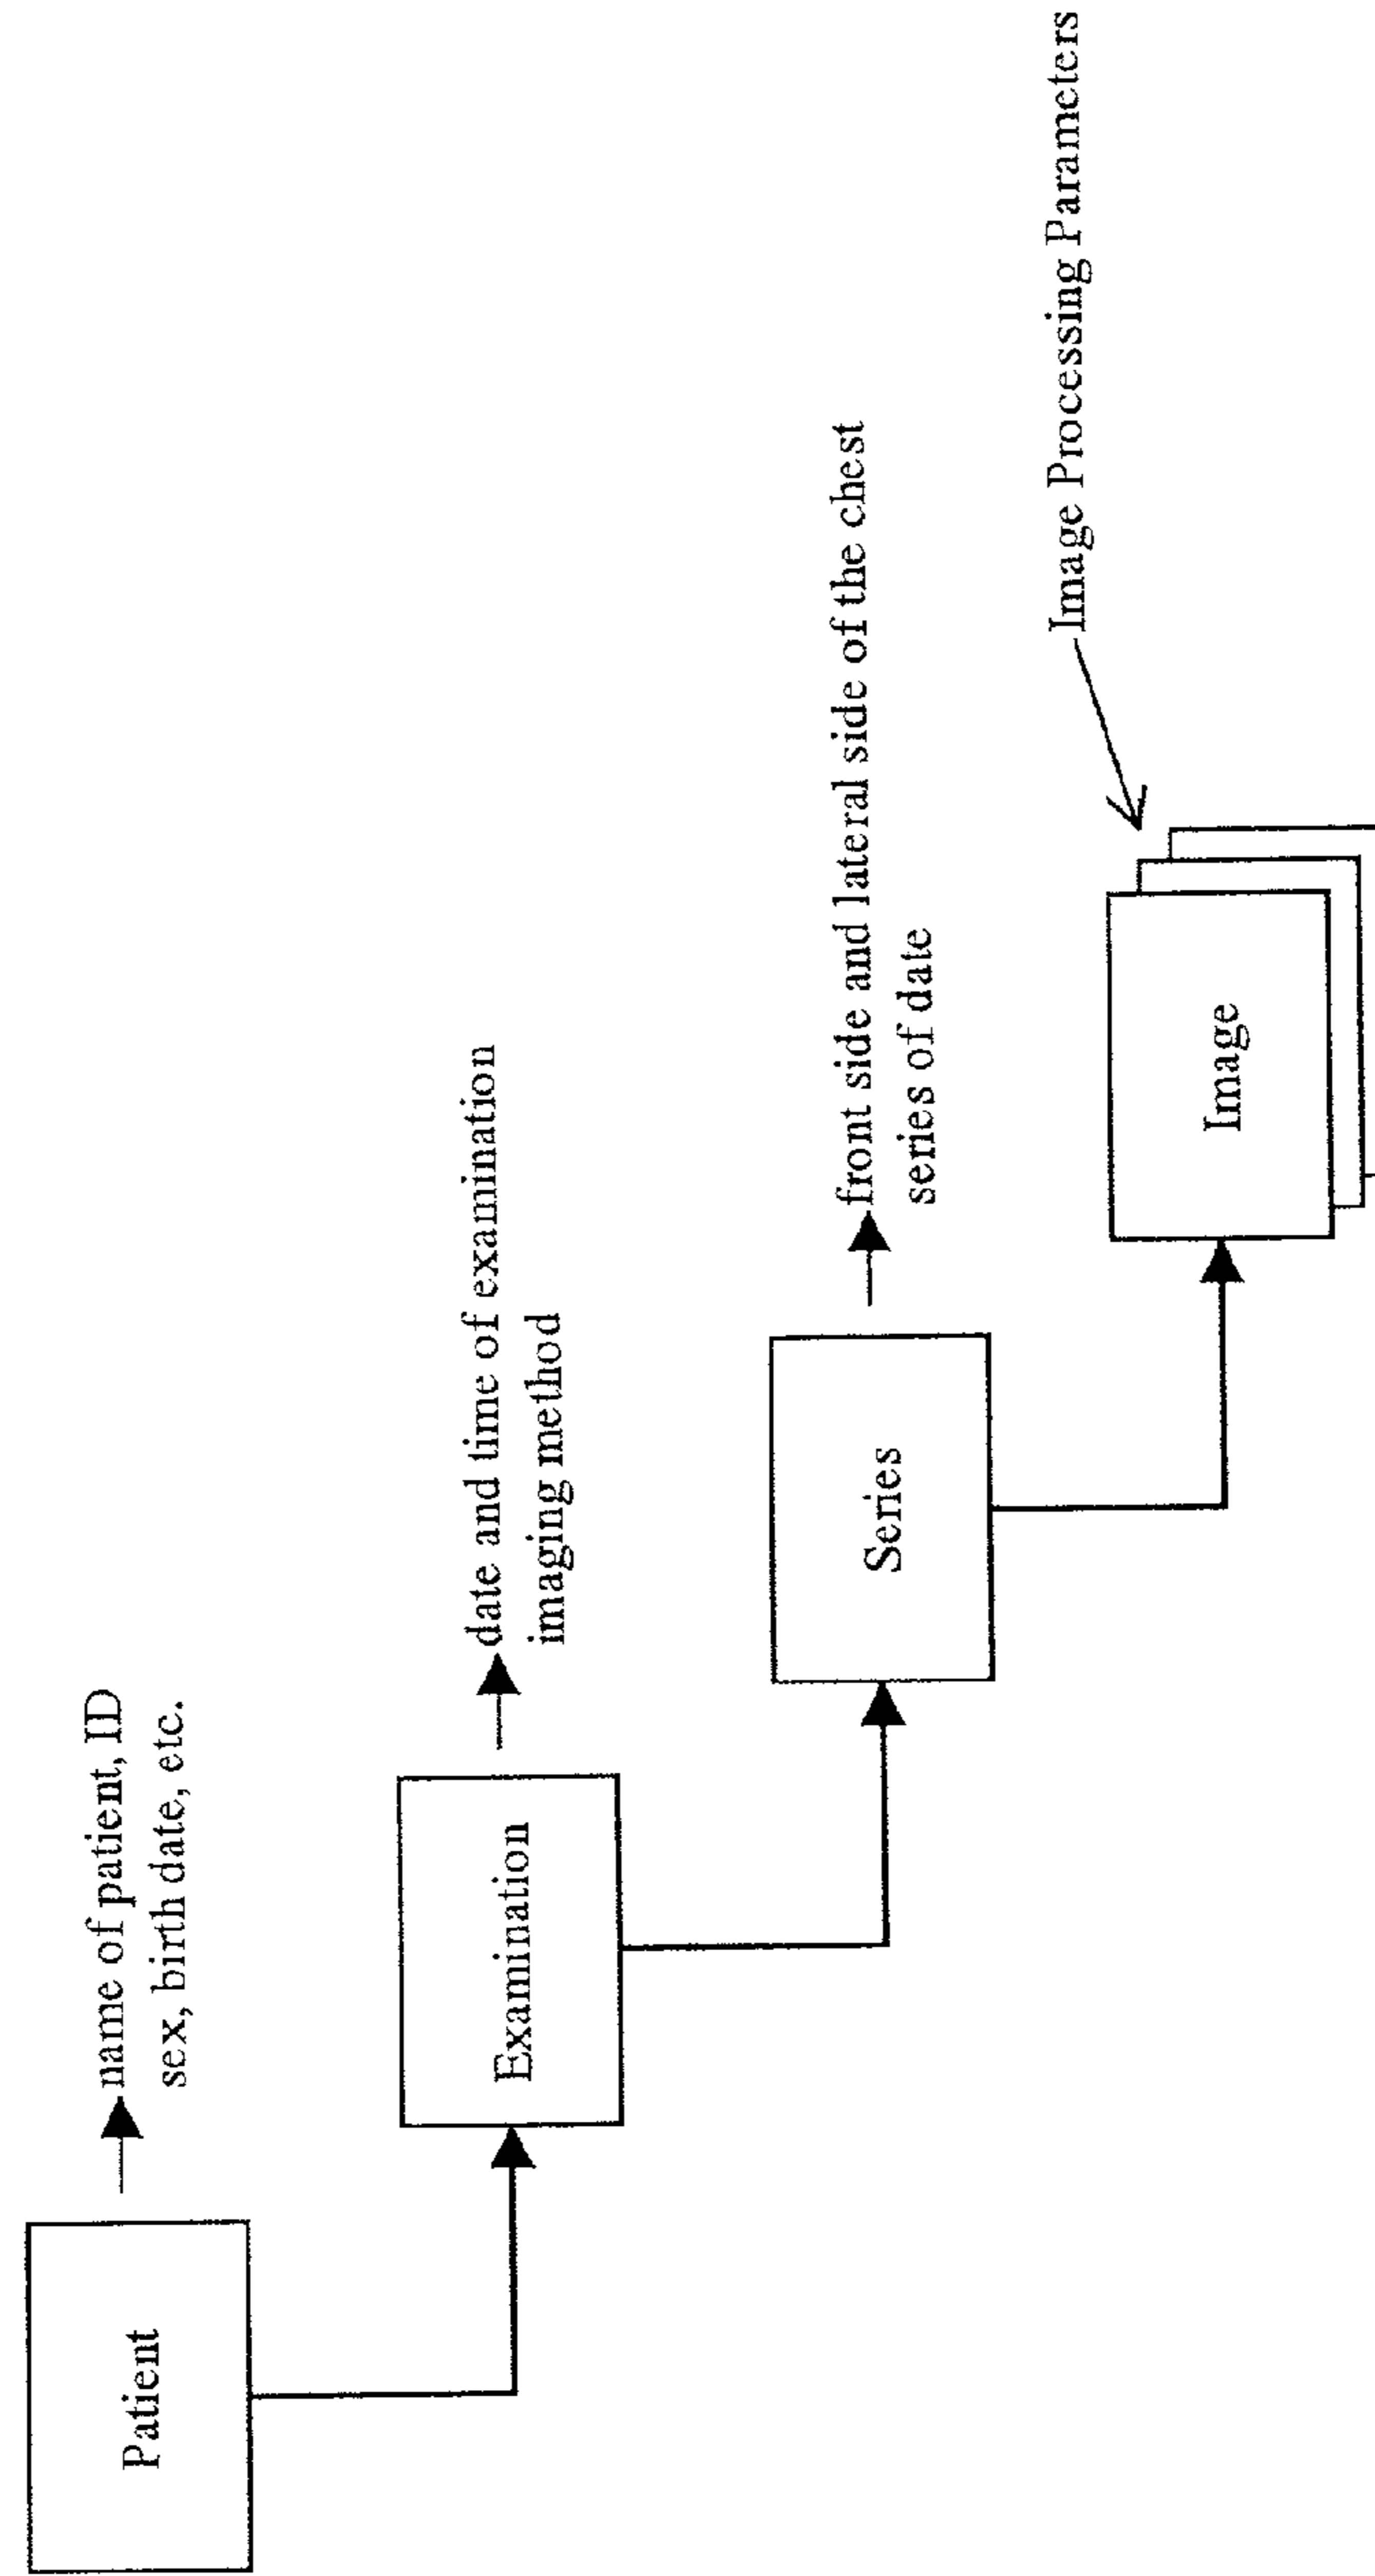 Patient
name of patient, ID
sex, birth date, etc.
Examination
date and time of examination
imaging method
Series
front side and lateral side of the chest
series of date
Image
Image Processing Parameters